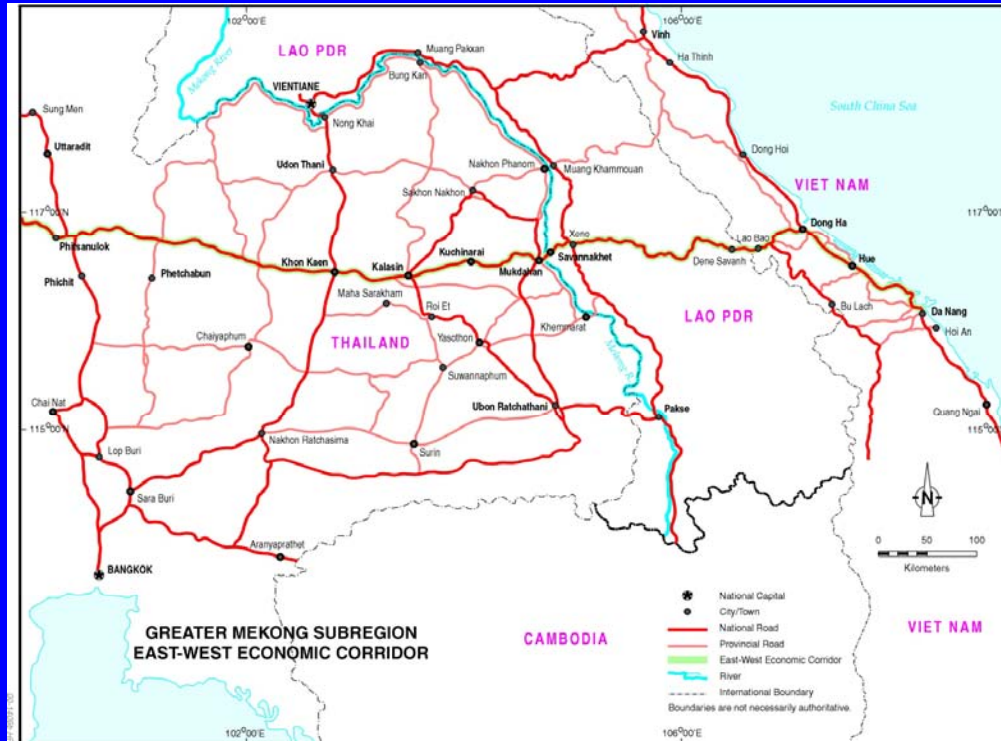 102°00'E
106°00'E
LAO PDR
Vinh
Muang Pakxan
Ha Thinh
Bung Kan
Mekong River
VIENTIANE
South China Sea
Sung Men
Nong Khai
Uttaradit
Dong Hoi
Udon Thani
Nakhon Phanom
Muang Khammouan
VIET NAM
Sakhon Nakhon
117°00'N
117°00'N
Dong Ha
Phitsanulok
Xeno
Lao Bao
Kuchinarai
Savannakhet
Dene Savanh
Hue
Khon Kaen
Kalasin
Mukdahan
Phichit
Phetchabun
Maha Sarakham
Bu Lach
Roi Et
Khemmarat
LAO PDR
Da Nang
Hoi An
Chaiyaphum
THAILAND
Yasothon
Mekong R.
Suwannaphum
Chai Nat
Ubon Ratchathani
Pakse
Quang Ngai
115°00'N
115°00'N
Nakhon Ratchasima
Surin
Lop Buri
Sara Buri
N
0 50 100
Kilometers
Aranyaprathet
BANGKOK
National Capital
City/Town
GREATER MEKONG SUBREGION
EAST-WEST ECONOMIC CORRIDOR
CAMBODIA
National Road
VIET NAM
Provincial Road
East-West Economic Corridor
River
International Boundary
Boundaries are not necessarily authoritative.
102°00'E
106°00'E